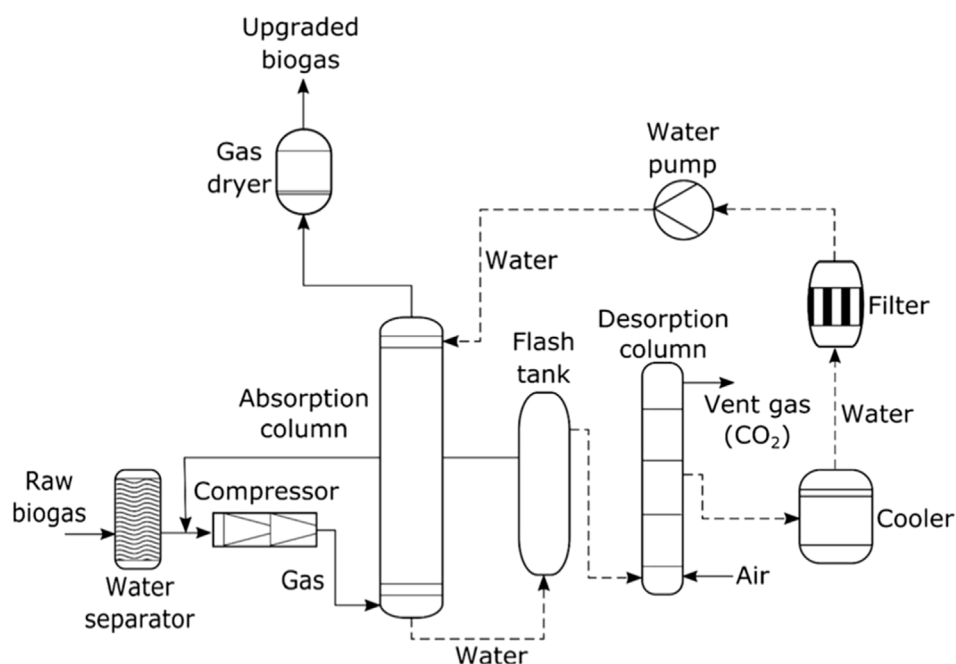 Upgraded
biogas
Gas
dryer
Water
pump
Water
Filter
Desorption
column
Flash
tank
Vent gas
(CO₂)
Water
Absorption
column
Raw
biogas
Compressor
Cooler
Water
separator
Gas
Air
Water